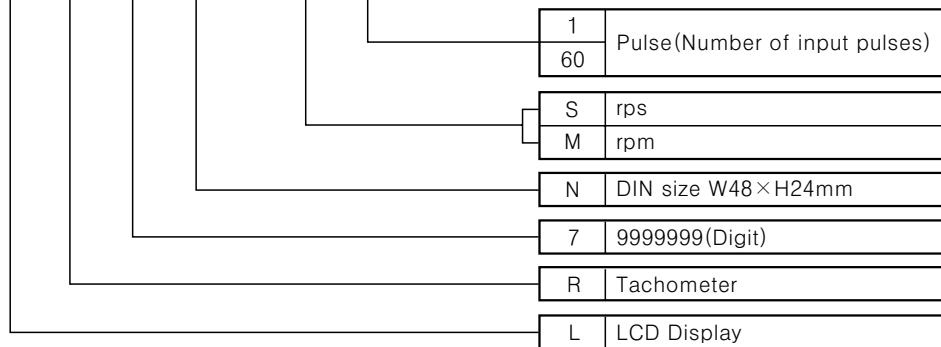 1
Pulse(Number of input pulses)
60
S rps
M rpm
N DIN size W48×H24mm
7 9999999(Digit)
R Tachometer
L LCD Display